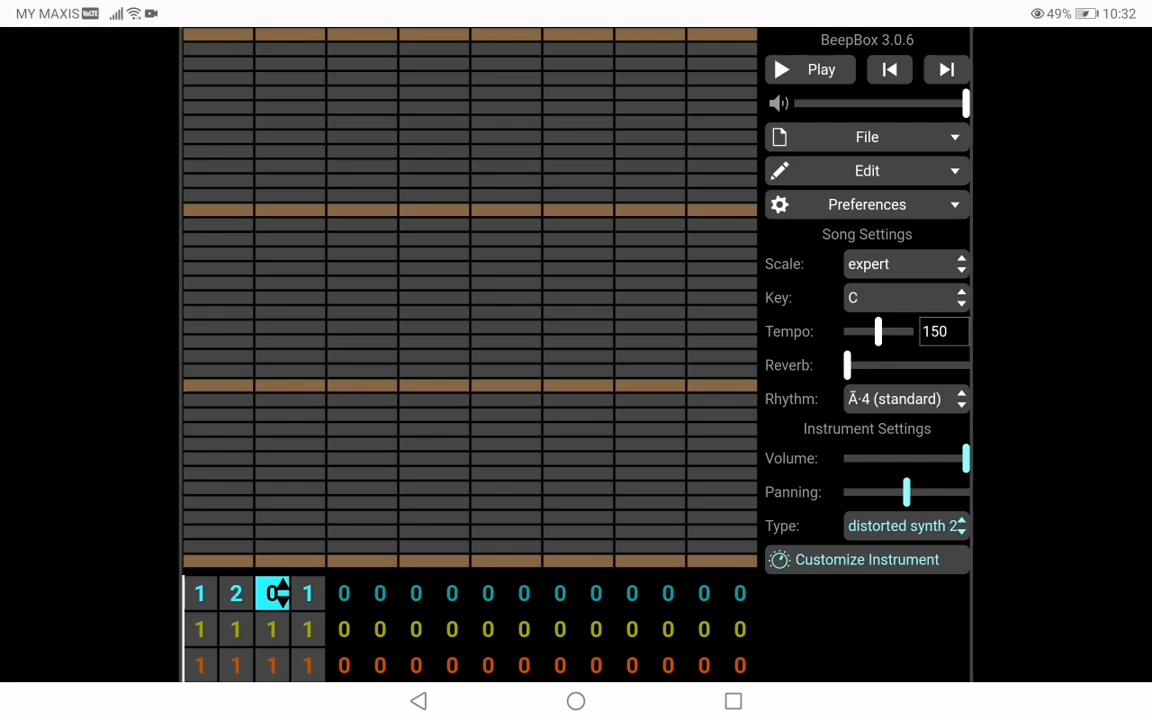 MY MAXIS VoLTE 49% 10:32
BeepBox 3.0.6
Play
File
Edit
Preferences
Song Settings
Scale: expert
Key: C
Tempo: 150
Reverb:
Rhythm: Ã·4 (standard)
Instrument Settings
Volume:
Panning:
Type: distorted synth 2
Customize Instrument
1 2 0 1 0 0 0 0 0 0 0 0 0 0 0 0
1 1 1 1 0 0 0 0 0 0 0 0 0 0 0 0
1 1 1 1 0 0 0 0 0 0 0 0 0 0 0 0